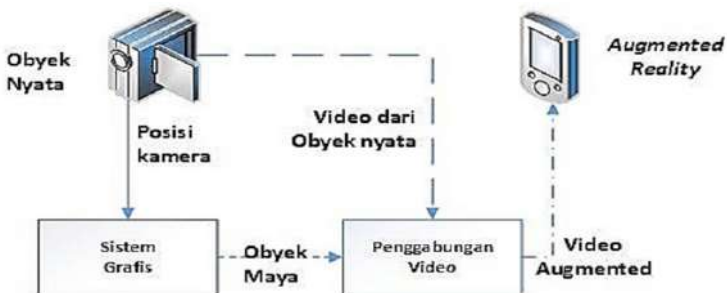 Obyek
Nyata
Augmented
Reality
Posisi
kamera
Video dari
Obyek nyata
Sistem
Grafis
Obyek
Maya
Penggabungan
Video
Video
Augmented